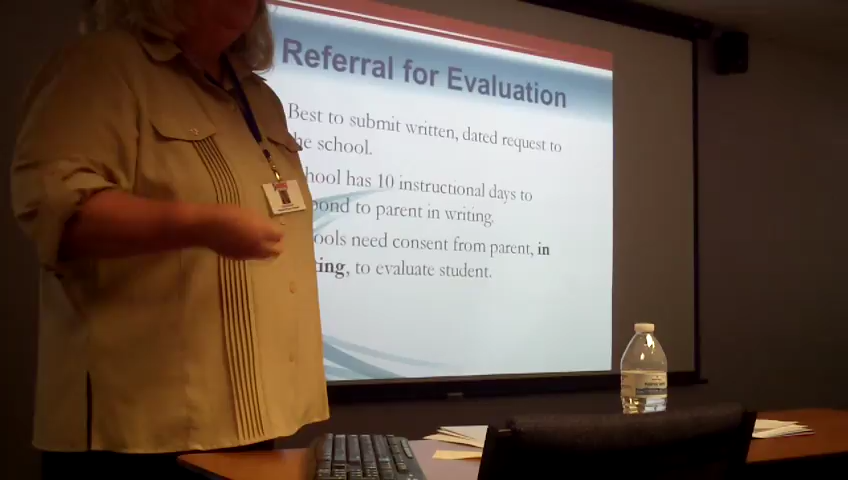 Referral for Evaluation
Best to submit written, dated request to
he school.
hool has 10 instructional days to
pond to parent in writing.
ools need consent from parent, in
ting, to evaluate student.